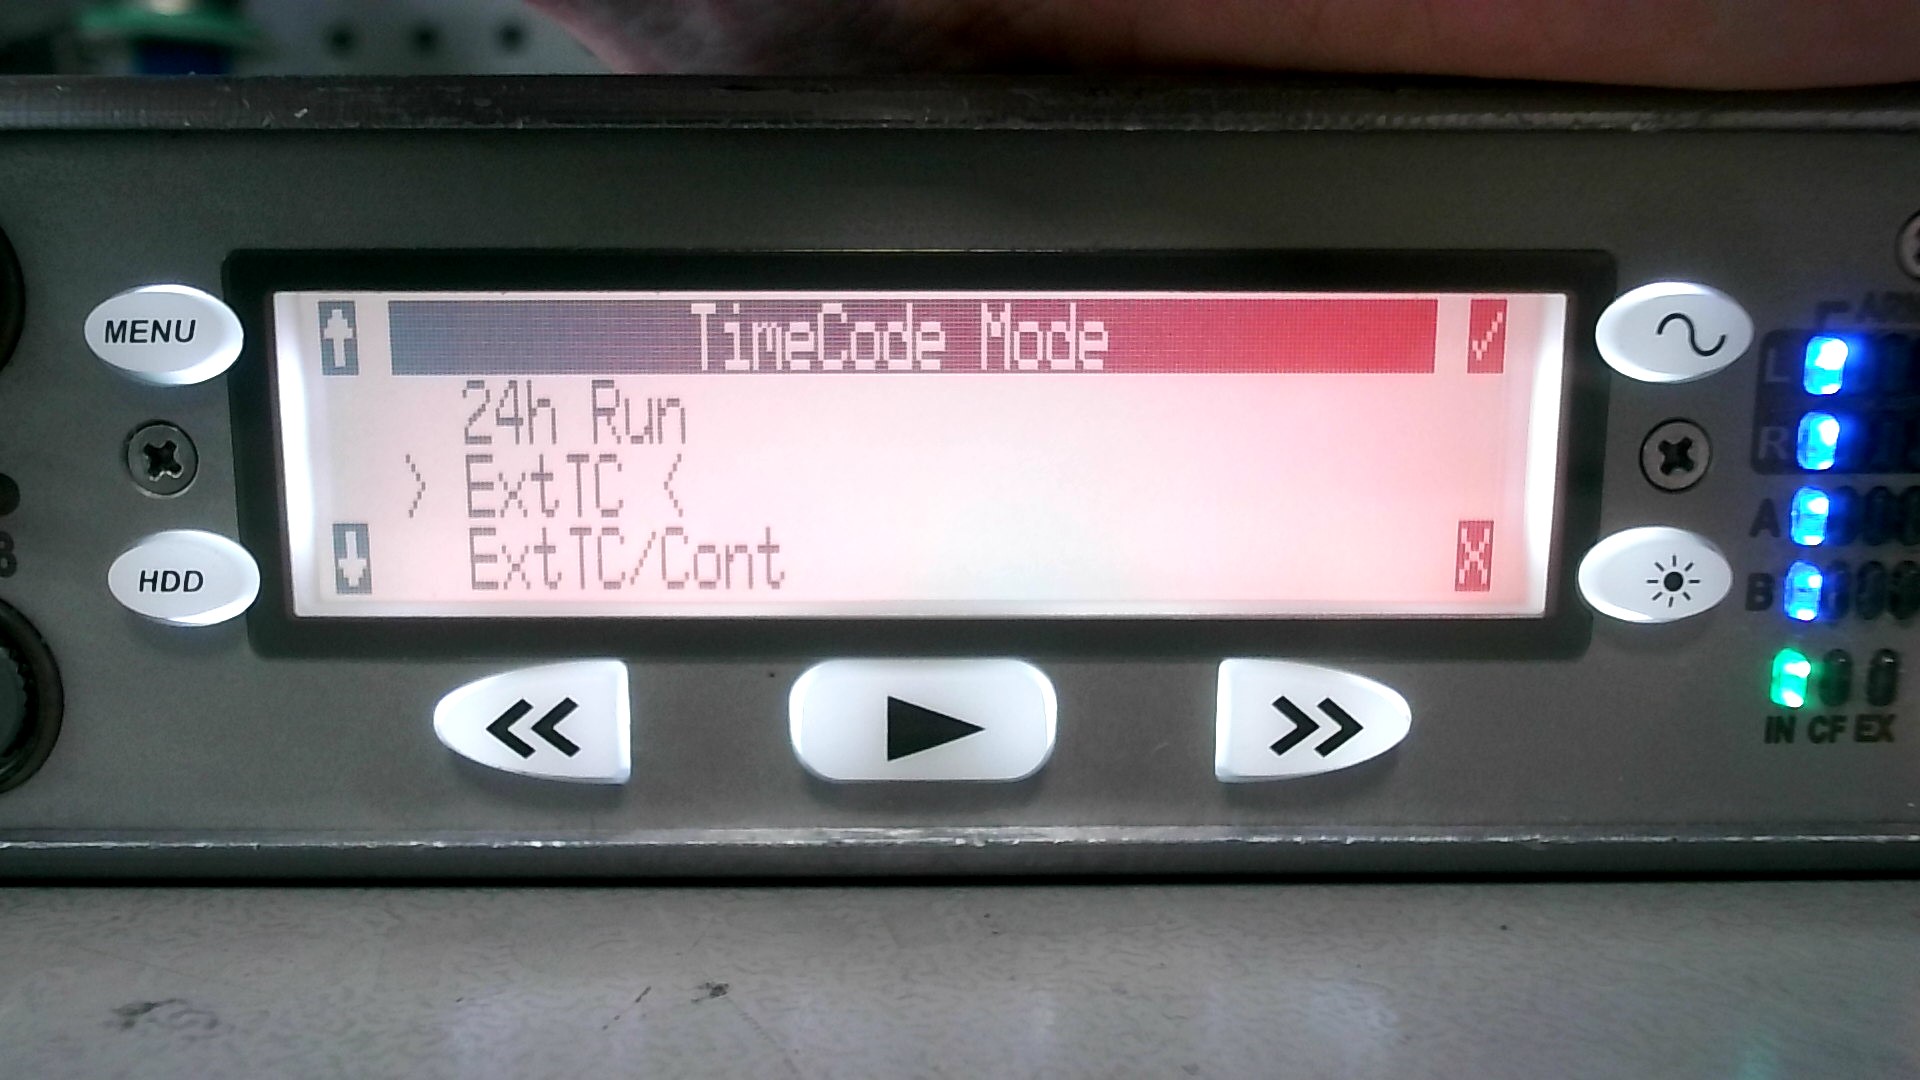 TimeCode Mode
24h Run
> ExtTC <
ExtTC/Cont
MENU
HDD
L
R
A
B
IN CF EX